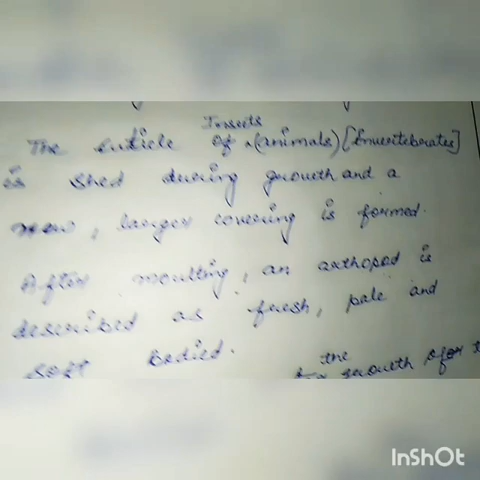 Insects
The cuticle of (animals) [Invertebrates]
is shed during growth and a
new, larger covering is formed.
After moulting, an arthopod is
described as fresh, pale and
soft bodied.
the
growth of
InShOt